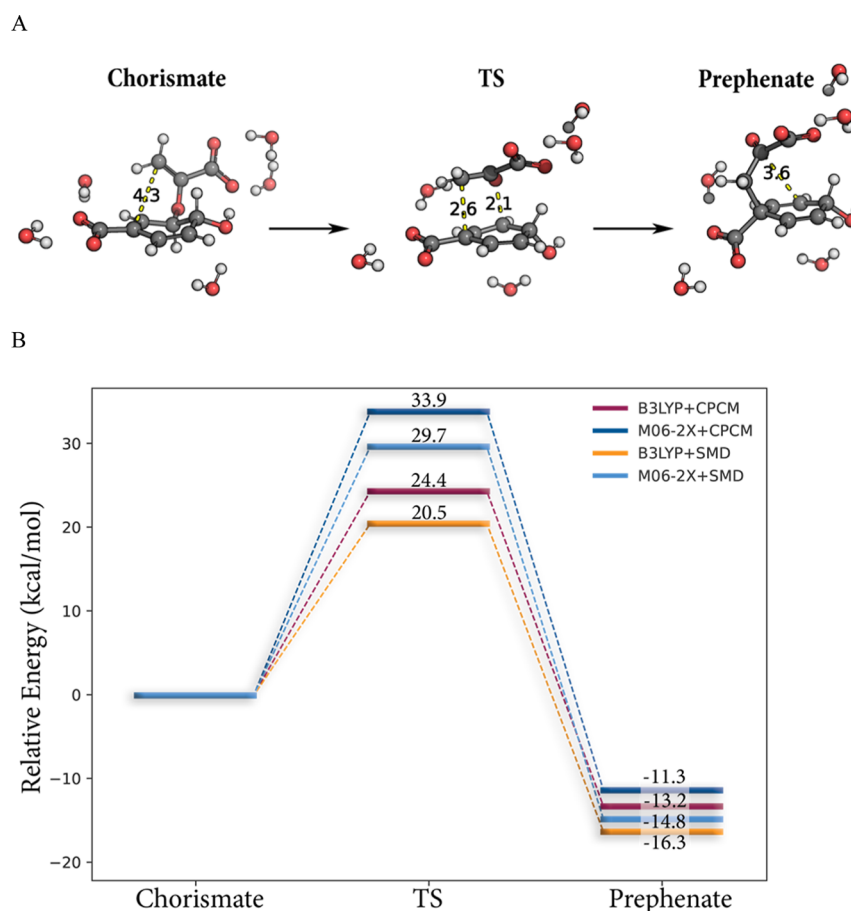 A
Chorismate
TS
Prephenate
4.3
2.6
2.1
3.6
B
33.9
29.7
24.4
20.5
B3LYP+CPCM
M06-2X+CPCM
B3LYP+SMD
M06-2X+SMD
Relative Energy (kcal/mol)
30
20
10
0
−10
−20
-11.3
-13.2
-14.8
-16.3
Chorismate
TS
Prephenate